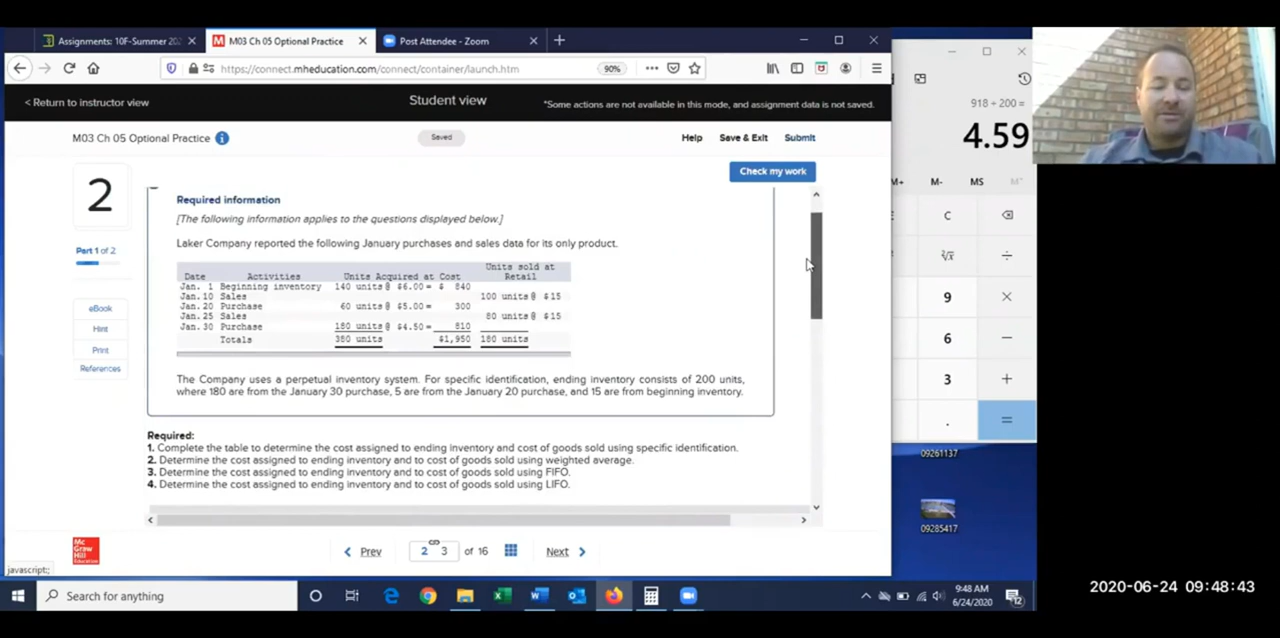 Assignments: 10F-Summer 202
M03 Ch 05 Optional Practice
Post Attendee - Zoom
https://connect.mheducation.com/connect/container/launch.htm
90%
< Return to instructor view
Student view
*Some actions are not available in this mode, and assignment data is not saved.
918 ÷ 200 =
4.59
M03 Ch 05 Optional Practice
Saved
Help
Save & Exit
Submit
M+
M-
MS
Check my work
2
Part 1 of 2
eBook
Hint
Print
References
Required information
[The following information applies to the questions displayed below.]
Laker Company reported the following January purchases and sales data for its only product.
Date Activities Units Acquired at Cost Units sold at Retail
Jan. 1 Beginning inventory 140 units @ $6.00 = $ 840
Jan. 10 Sales 100 units @ $15
Jan. 20 Purchase 60 units @ $5.00 = 300
Jan. 25 Sales 80 units @ $15
Jan. 30 Purchase 180 units @ $4.50 = 810
Totals 380 units $1,950 180 units
The Company uses a perpetual inventory system. For specific identification, ending inventory consists of 200 units,
where 180 are from the January 30 purchase, 5 are from the January 20 purchase, and 15 are from beginning inventory.
Required:
1. Complete the table to determine the cost assigned to ending inventory and cost of goods sold using specific identification.
2. Determine the cost assigned to ending inventory and to cost of goods sold using weighted average.
3. Determine the cost assigned to ending inventory and to cost of goods sold using FIFO.
4. Determine the cost assigned to ending inventory and to cost of goods sold using LIFO.
C
9 ×
6 −
3 +
. =
09261137
09285417
Mc
Graw
Hill
Education
< Prev
2 3 of 16
Next >
javascript:;
Search for anything
9:48 AM
6/24/2020
2020-06-24 09:48:43